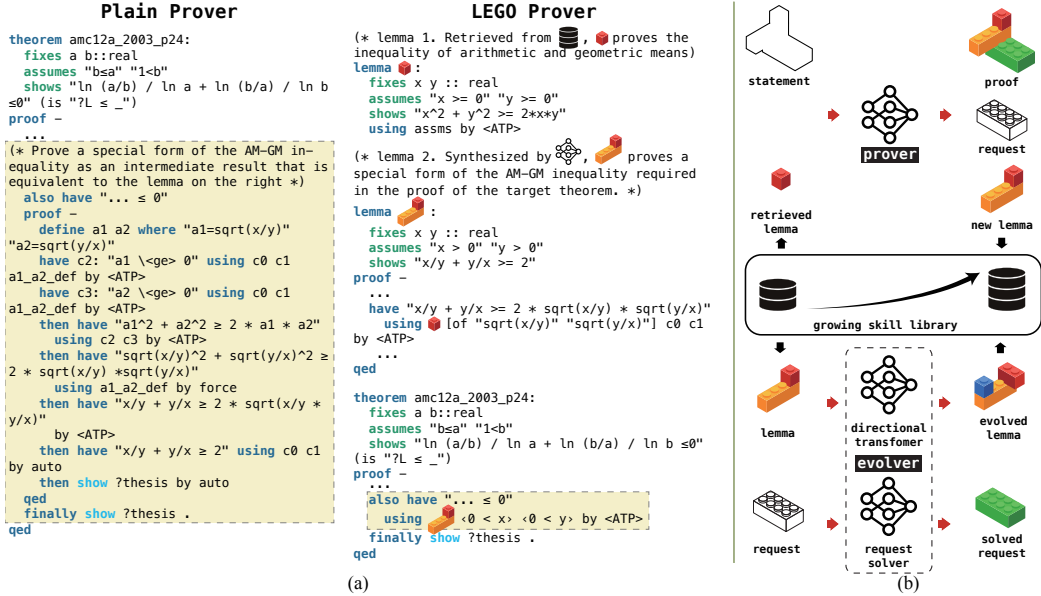 Plain Prover
theorem amc12a_2003_p24:
fixes a b::real
assumes "b≤a" "1<b"
shows "ln (a/b) / ln a + ln (b/a) / ln b
≤0" (is "?L ≤ _")
proof –
...
(* Prove a special form of the AM–GM in–
equality as an intermediate result that is
equivalent to the lemma on the right *)
also have "... ≤ 0"
proof –
define a1 a2 where "a1=sqrt(x/y)"
"a2=sqrt(y/x)"
have c2: "a1 \<ge> 0" using c0 c1
a1_a2_def by <ATP>
have c3: "a2 \<ge> 0" using c0 c1
a1_a2_def by <ATP>
then have "a1^2 + a2^2 ≥ 2 * a1 * a2"
using c2 c3 by <ATP>
then have "sqrt(x/y)^2 + sqrt(y/x)^2 ≥
2 * sqrt(x/y) *sqrt(y/x)"
using a1_a2_def by force
then have "x/y + y/x ≥ 2 * sqrt(x/y *
y/x)"
by <ATP>
then have "x/y + y/x ≥ 2" using c0 c1
by auto
then show ?thesis by auto
qed
finally show ?thesis .
qed
LEGO Prover
(* lemma 1. Retrieved from , proves the
inequality of arithmetic and geometric means)
lemma :
fixes x y :: real
assumes "x >= 0" "y >= 0"
shows "x^2 + y^2 >= 2*x*y"
using assms by <ATP>
(* lemma 2. Synthesized by , proves a
special form of the AM–GM inequality required
in the proof of the target theorem. *)
lemma :
fixes x y :: real
assumes "x > 0" "y > 0"
shows "x/y + y/x >= 2"
proof –
...
have "x/y + y/x >= 2 * sqrt(x/y) * sqrt(y/x)"
using [of "sqrt(x/y)" "sqrt(y/x)"] c0 c1
by <ATP>
...
qed
theorem amc12a_2003_p24:
fixes a b::real
assumes "b≤a" "1<b"
shows "ln (a/b) / ln a + ln (b/a) / ln b ≤0"
(is "?L ≤ _")
proof –
...
also have "... ≤ 0"
using ‹0 < x› ‹0 < y› by <ATP>
finally show ?thesis .
qed
(a)
statement
proof
prover
request
retrieved
lemma
new lemma
growing skill library
lemma
directional
transfomer
evolved
lemma
evolver
request
request
solver
solved
request
(b)